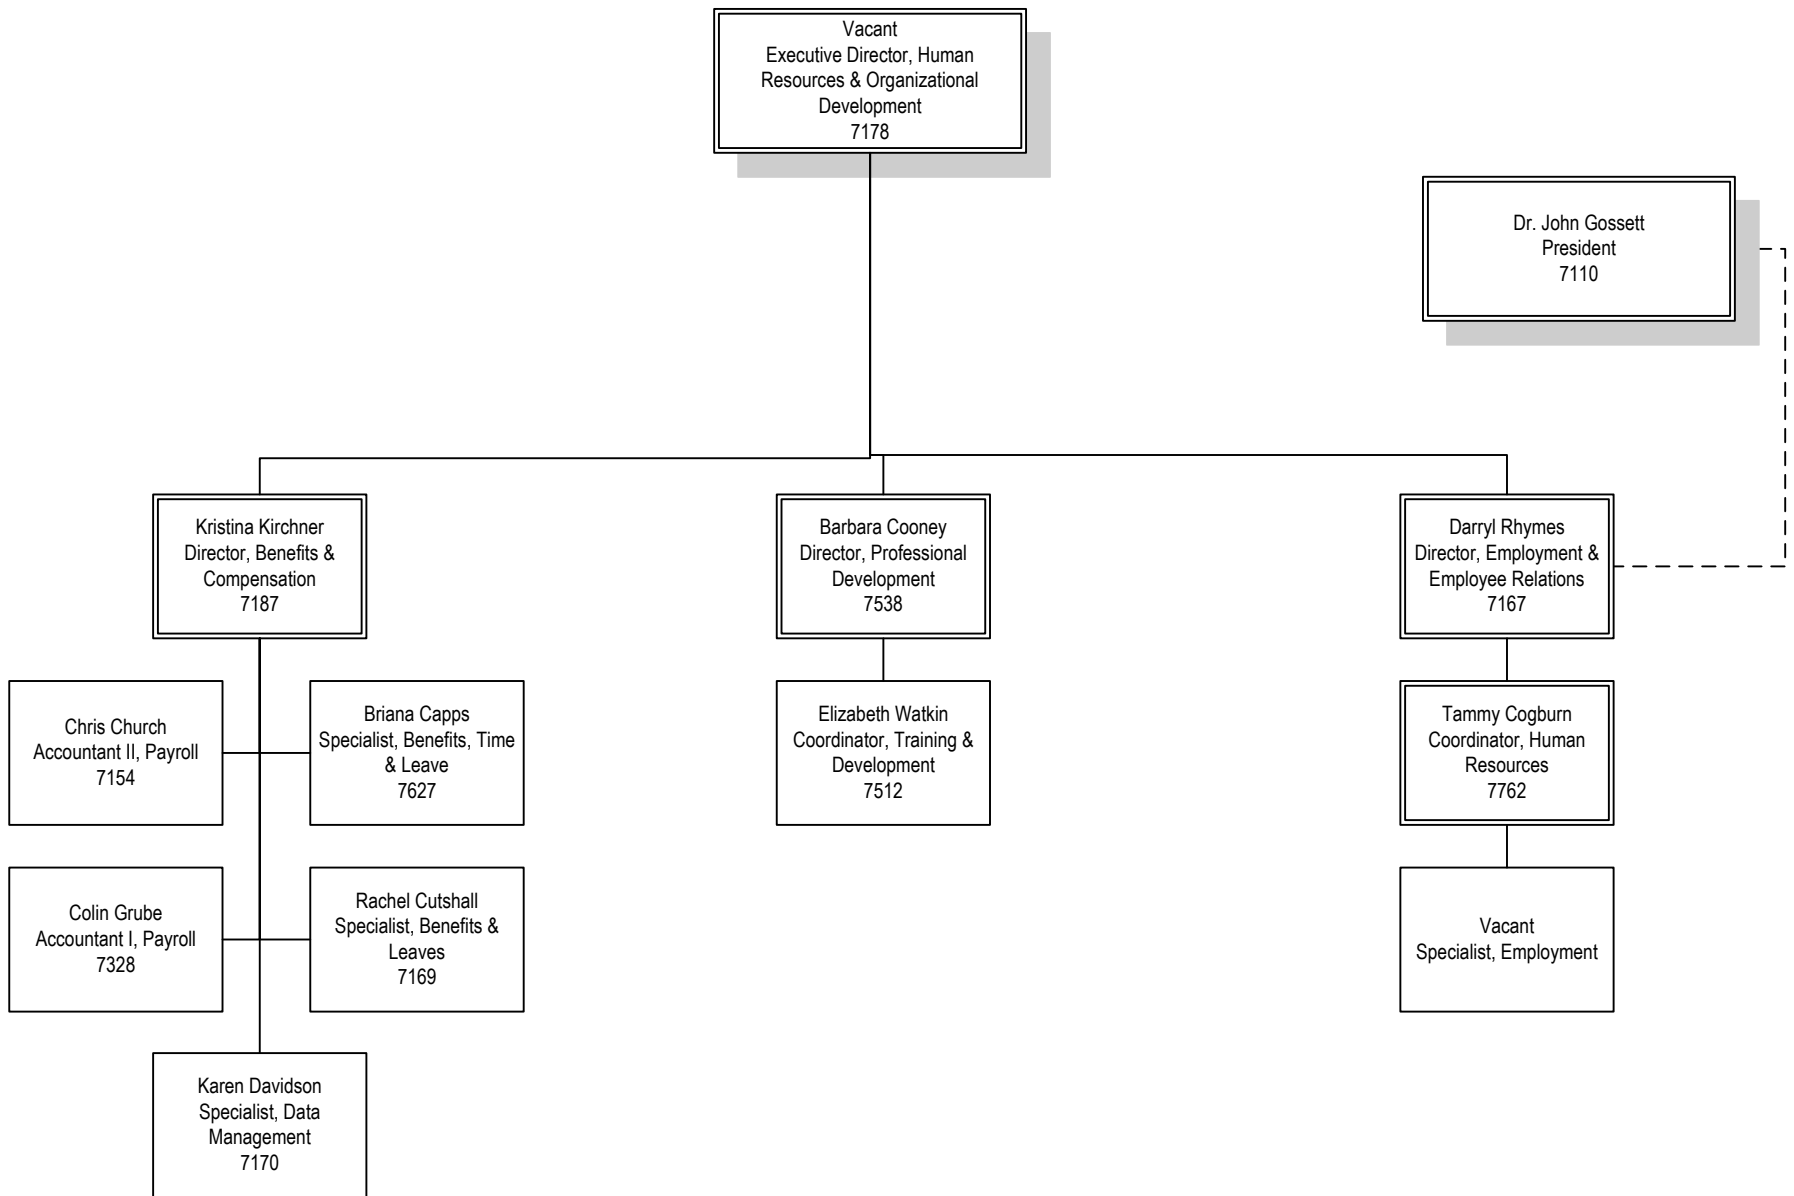 Vacant
Executive Director, Human
Resources & Organizational
Development
7178
Dr. John Gossett
President
7110
Kristina Kirchner
Director, Benefits &
Compensation
7187
Barbara Cooney
Director, Professional
Development
7538
Darryl Rhymes
Director, Employment &
Employee Relations
7167
Chris Church
Accountant II, Payroll
7154
Briana Capps
Specialist, Benefits, Time
& Leave
7627
Elizabeth Watkin
Coordinator, Training &
Development
7512
Tammy Cogburn
Coordinator, Human
Resources
7762
Colin Grube
Accountant I, Payroll
7328
Rachel Cutshall
Specialist, Benefits &
Leaves
7169
Vacant
Specialist, Employment
Karen Davidson
Specialist, Data
Management
7170